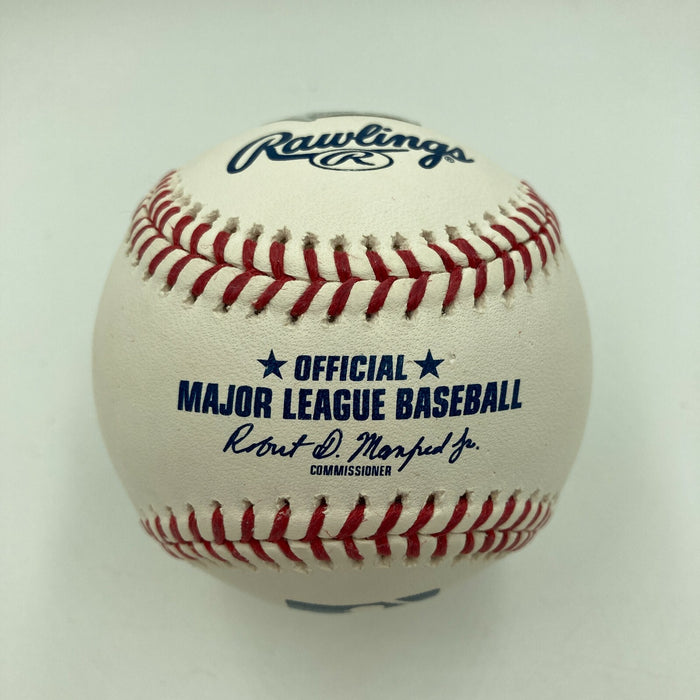 Rawlings®
R
★ OFFICIAL ★
MAJOR LEAGUE BASEBALL
Robert D. Manfred Jr.
COMMISSIONER